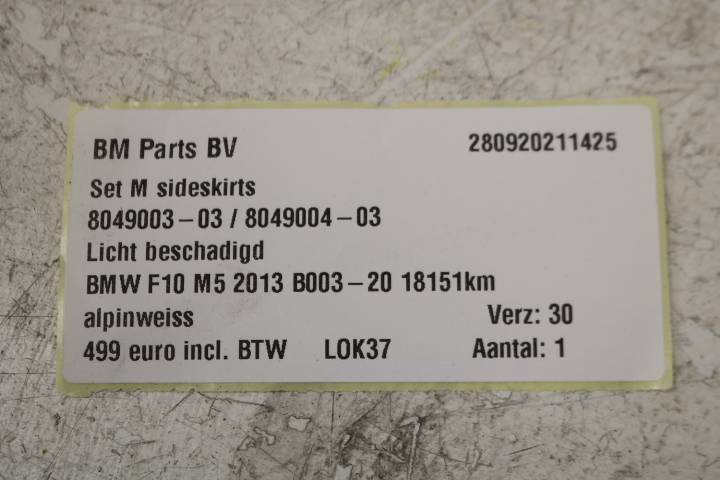 BM Parts BV 280920211425
Set M sideskirts
8049003-03 / 8049004-03
Licht beschadigd
BMW F10 M5 2013 B003-20 18151km
alpinweiss Verz: 30
499 euro incl. BTW LOK37 Aantal: 1